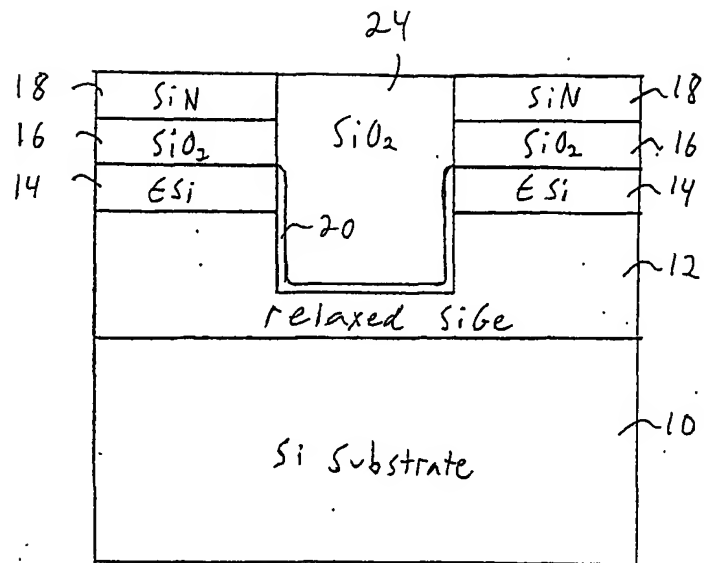 24
18 SiN SiN 18
16 SiO2 SiO2 SiO2 16
14 ESi ESi 14
20
12
relaxed SiGe
10
Si Substrate